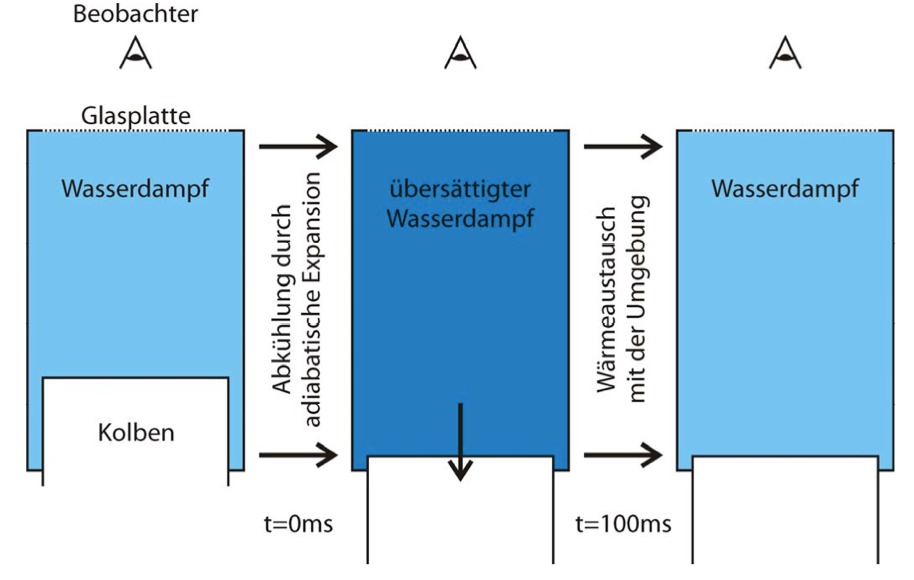 Beobachter
Glasplatte
Wasserdampf
Kolben
Abkühlung durch
adiabatische Expansion
t=0ms
übersättigter
Wasserdampf
Wärmeaustausch
mit der Umgebung
t=100ms
Wasserdampf